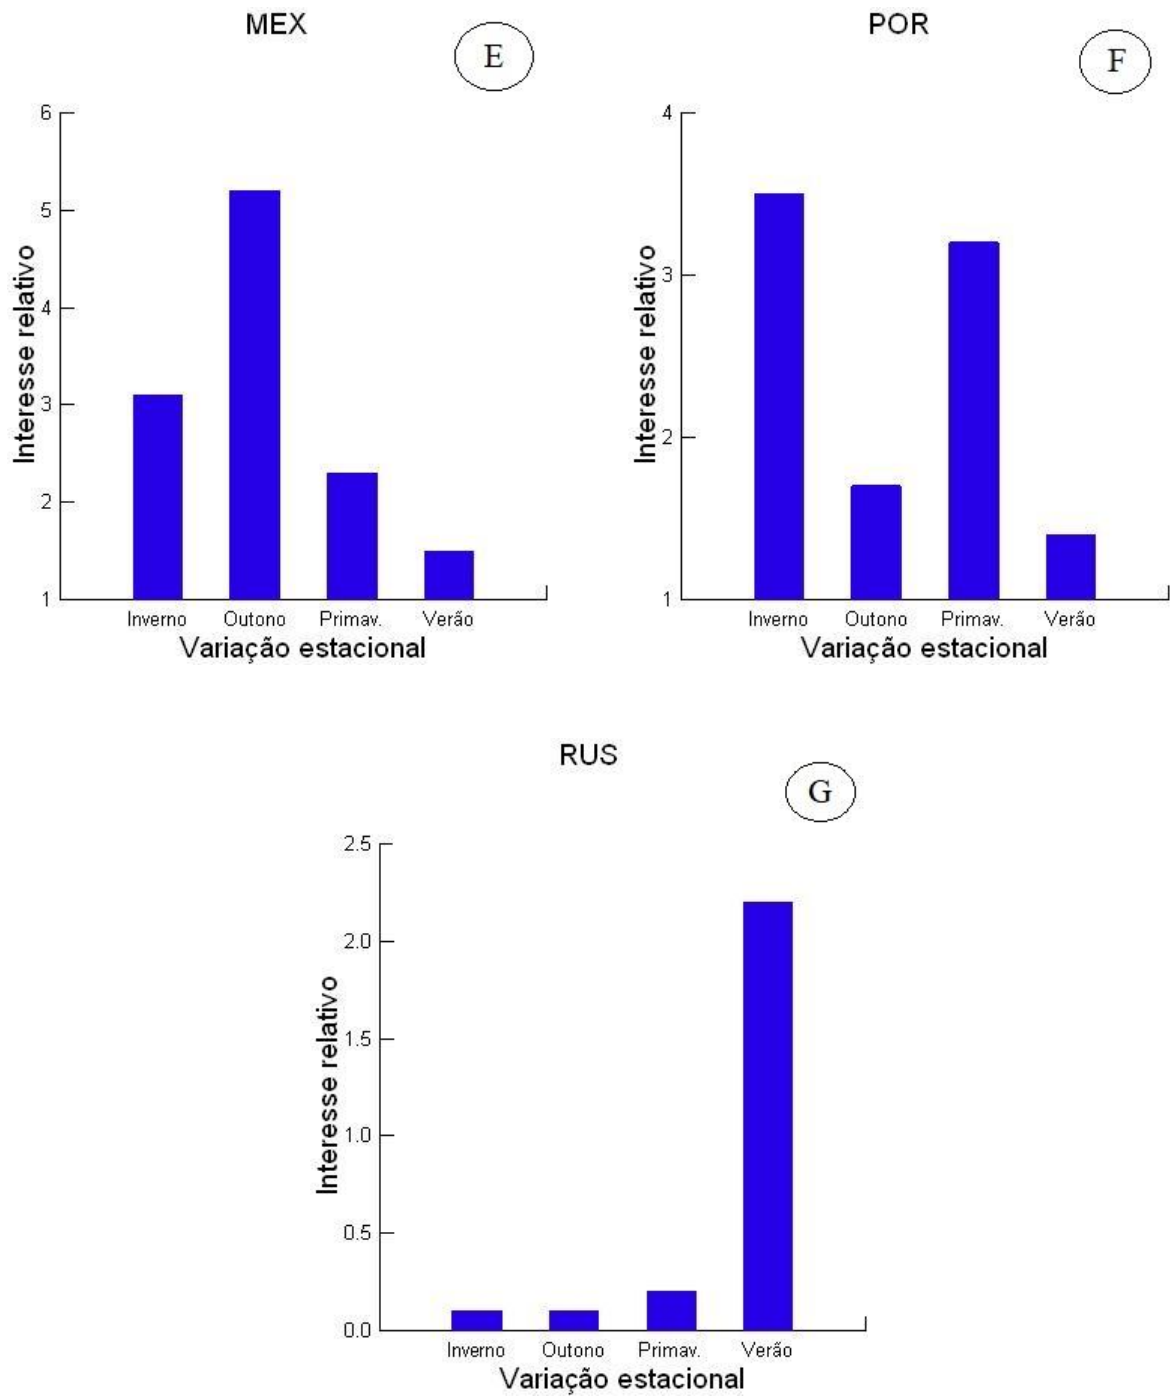 MEX
E
6
5
4
3
2
1
Interesse relativo
Inverno Outono Primav. Verão
Variação estacional
POR
F
4
3
2
1
Interesse relativo
Inverno Outono Primav. Verão
Variação estacional
RUS
G
2.5
2.0
1.5
1.0
0.5
0.0
Interesse relativo
Inverno Outono Primav. Verão
Variação estacional